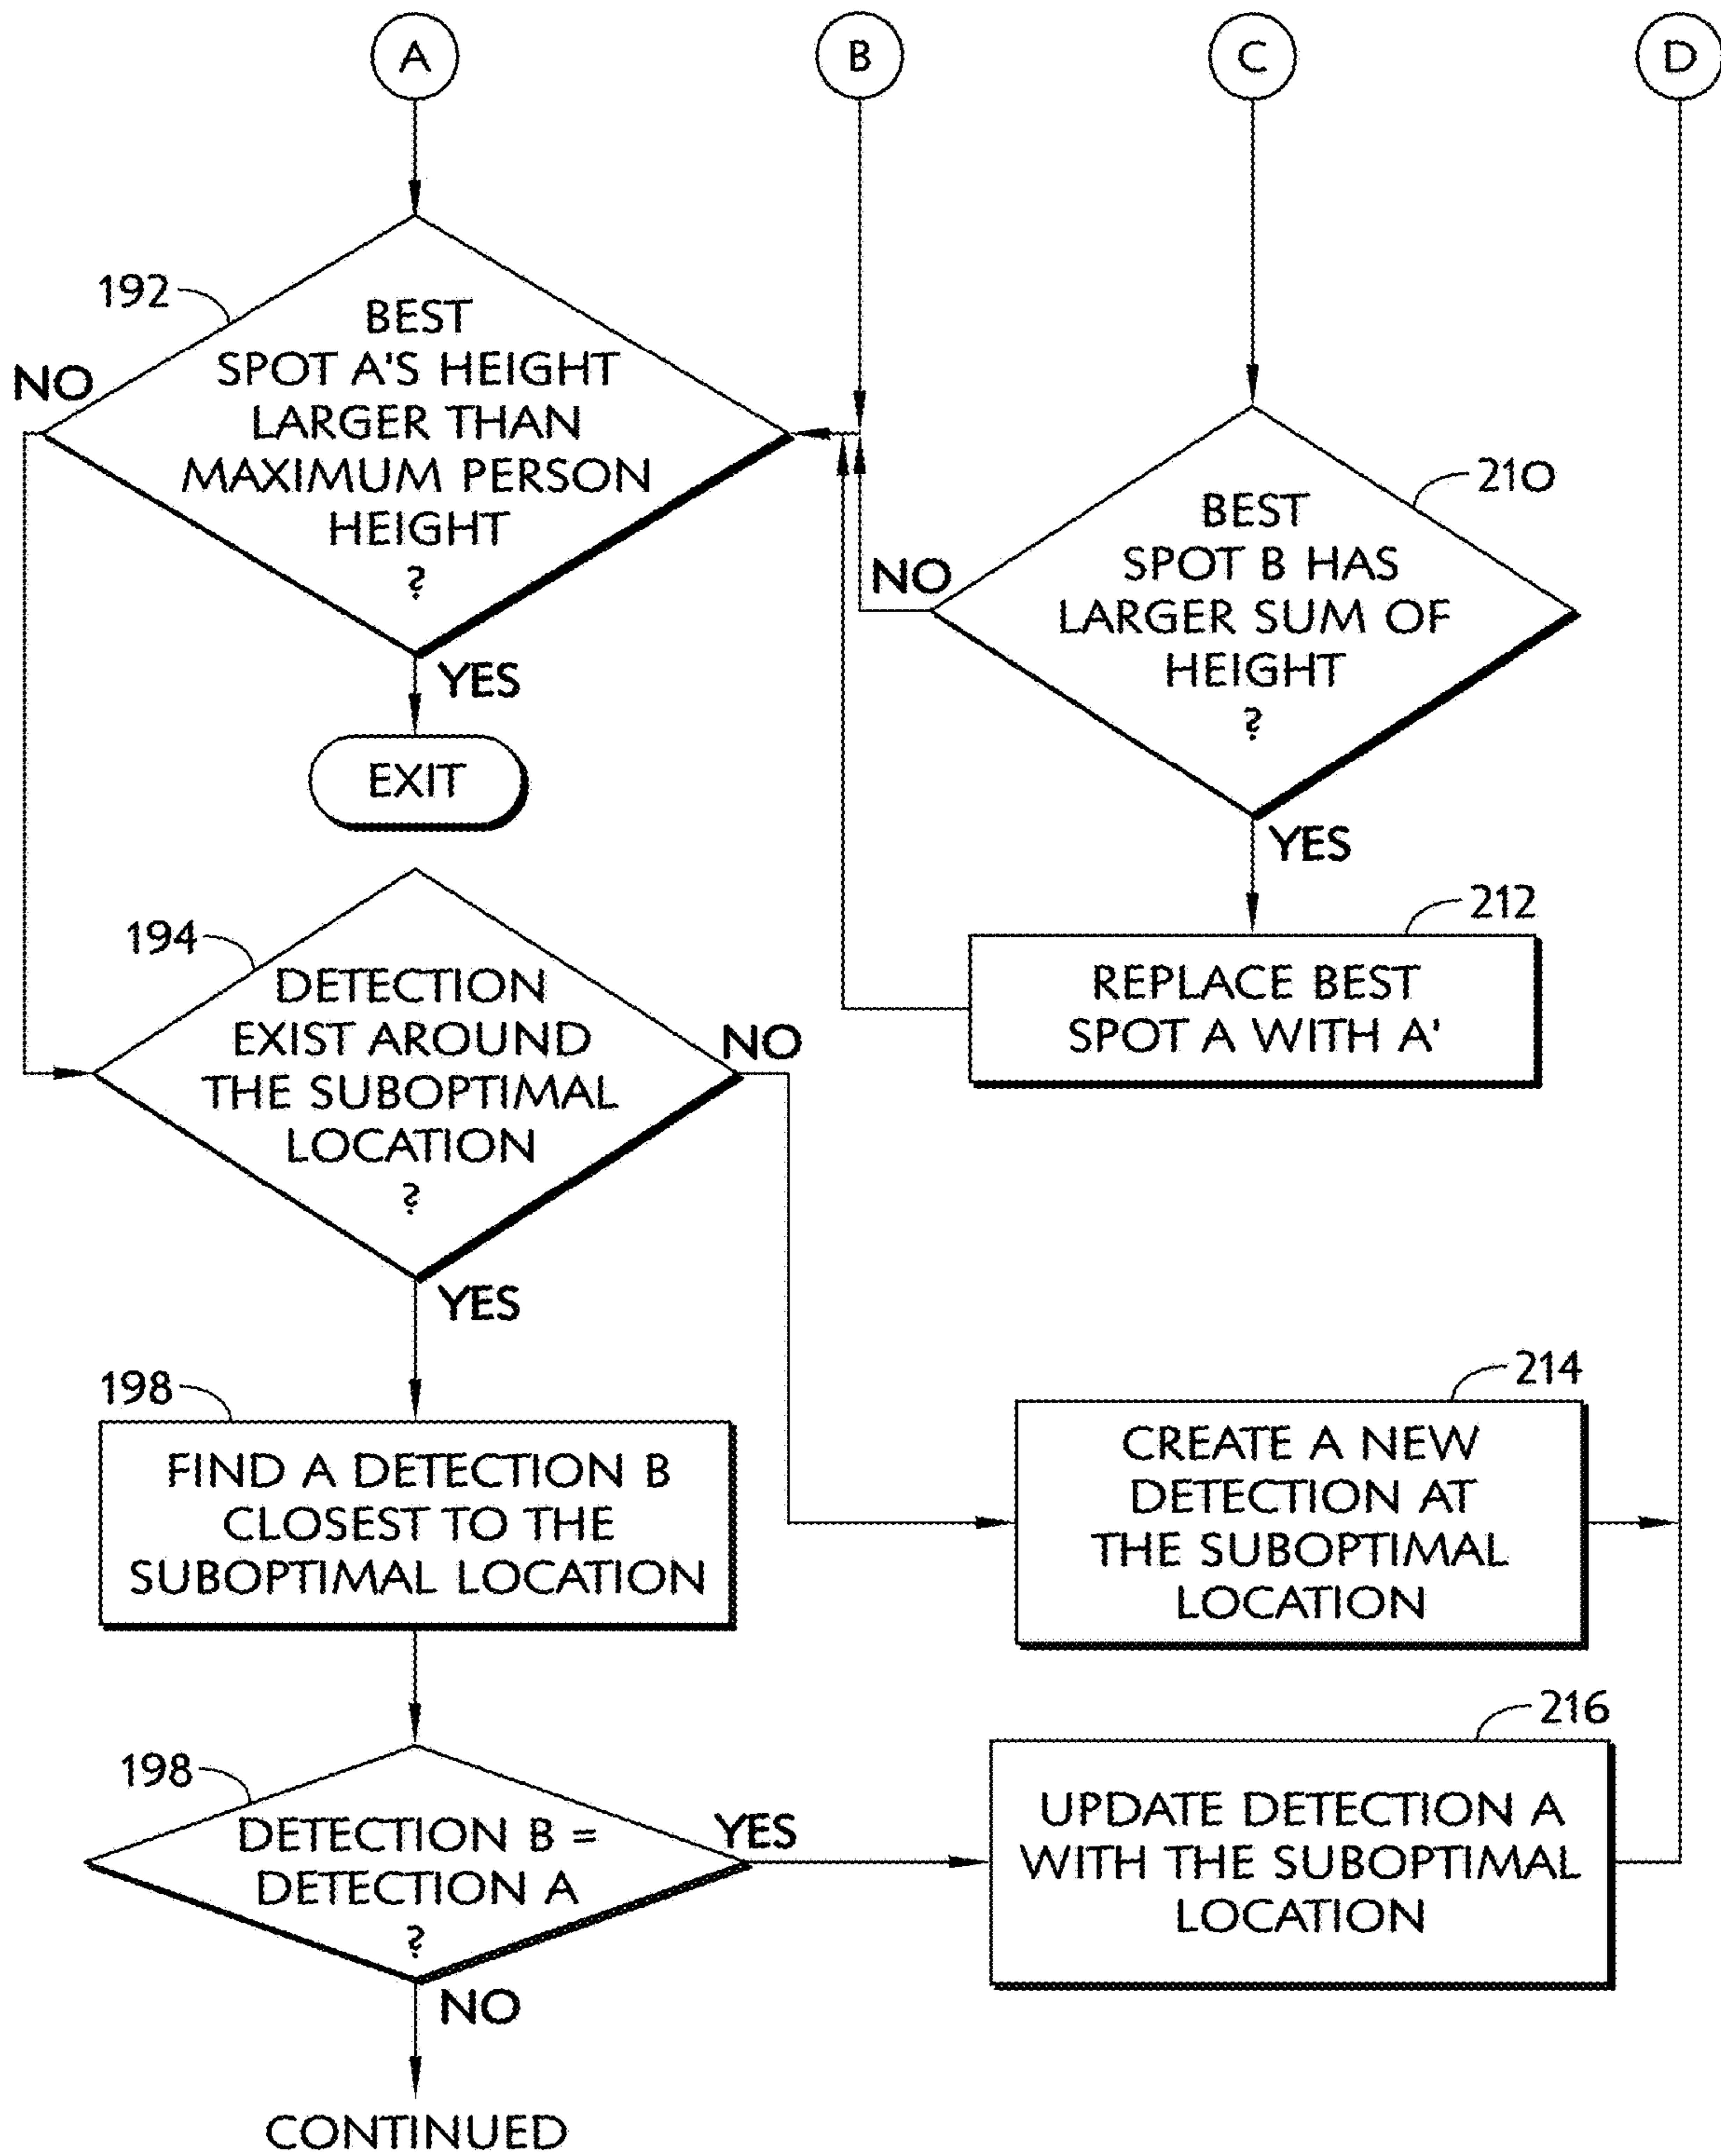 A
B
C
D
192
BEST
SPOT A'S HEIGHT
LARGER THAN
MAXIMUM PERSON
HEIGHT
?
NO
YES
EXIT
210
BEST
SPOT B HAS
LARGER SUM OF
HEIGHT
?
NO
YES
212
REPLACE BEST
SPOT A WITH A'
194
DETECTION
EXIST AROUND
THE SUBOPTIMAL
LOCATION
?
NO
YES
198
FIND A DETECTION B
CLOSEST TO THE
SUBOPTIMAL LOCATION
214
CREATE A NEW
DETECTION AT
THE SUBOPTIMAL
LOCATION
198
DETECTION B =
DETECTION A
?
YES
NO
216
UPDATE DETECTION A
WITH THE SUBOPTIMAL
LOCATION
CONTINUED